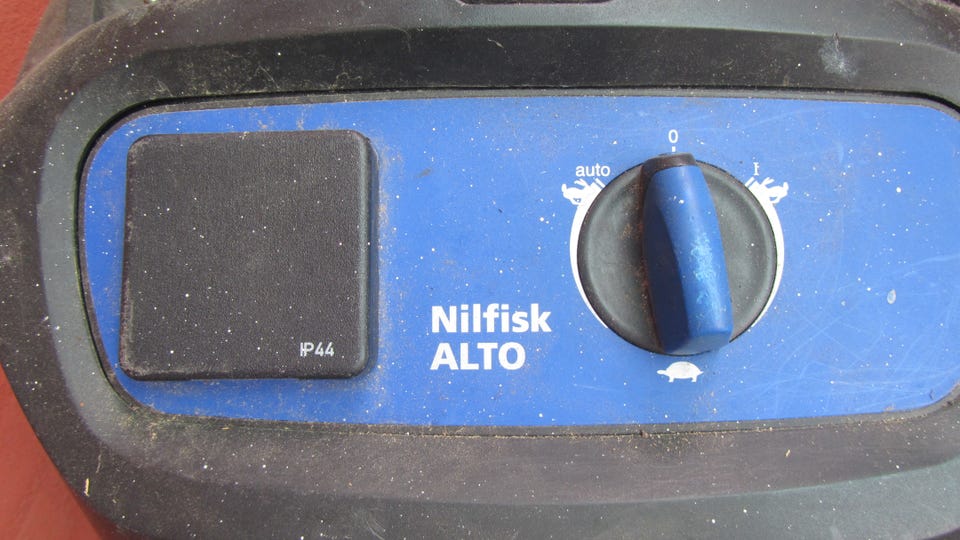 0
auto
I
IP44
Nilfisk
ALTO